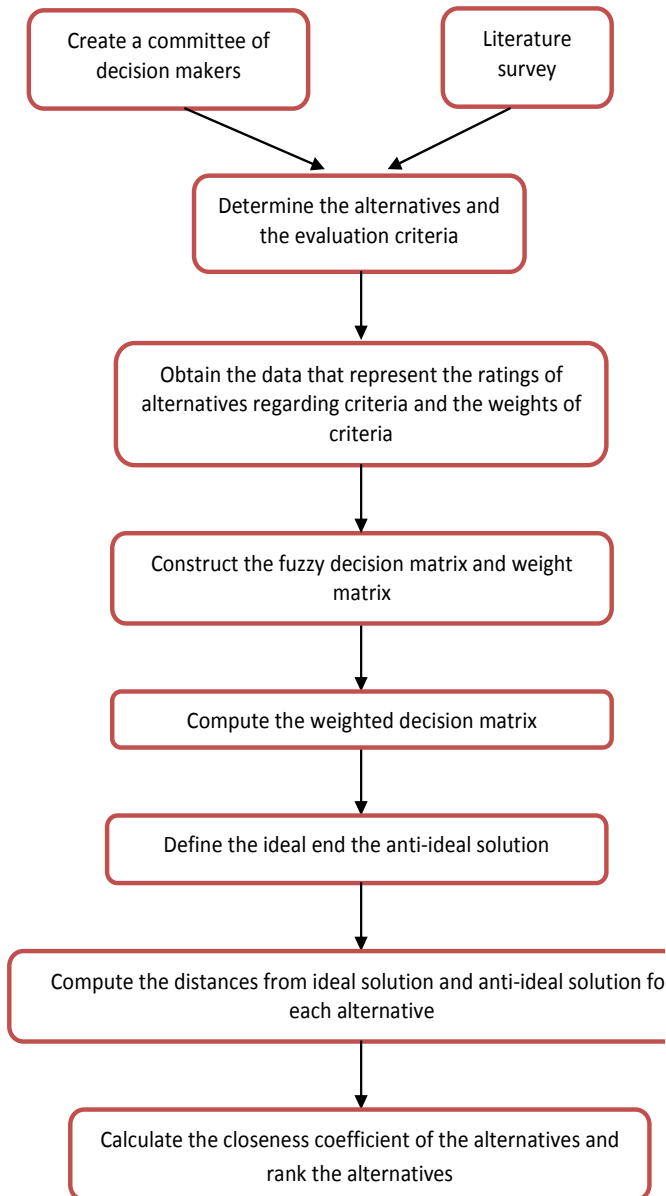 Create a committee of
decision makers
Literature
survey
Determine the alternatives and
the evaluation criteria
Obtain the data that represent the ratings of
alternatives regarding criteria and the weights of
criteria
Construct the fuzzy decision matrix and weight
matrix
Compute the weighted decision matrix
Define the ideal end the anti-ideal solution
Compute the distances from ideal solution and anti-ideal solution fo
each alternative
Calculate the closeness coefficient of the alternatives and
rank the alternatives